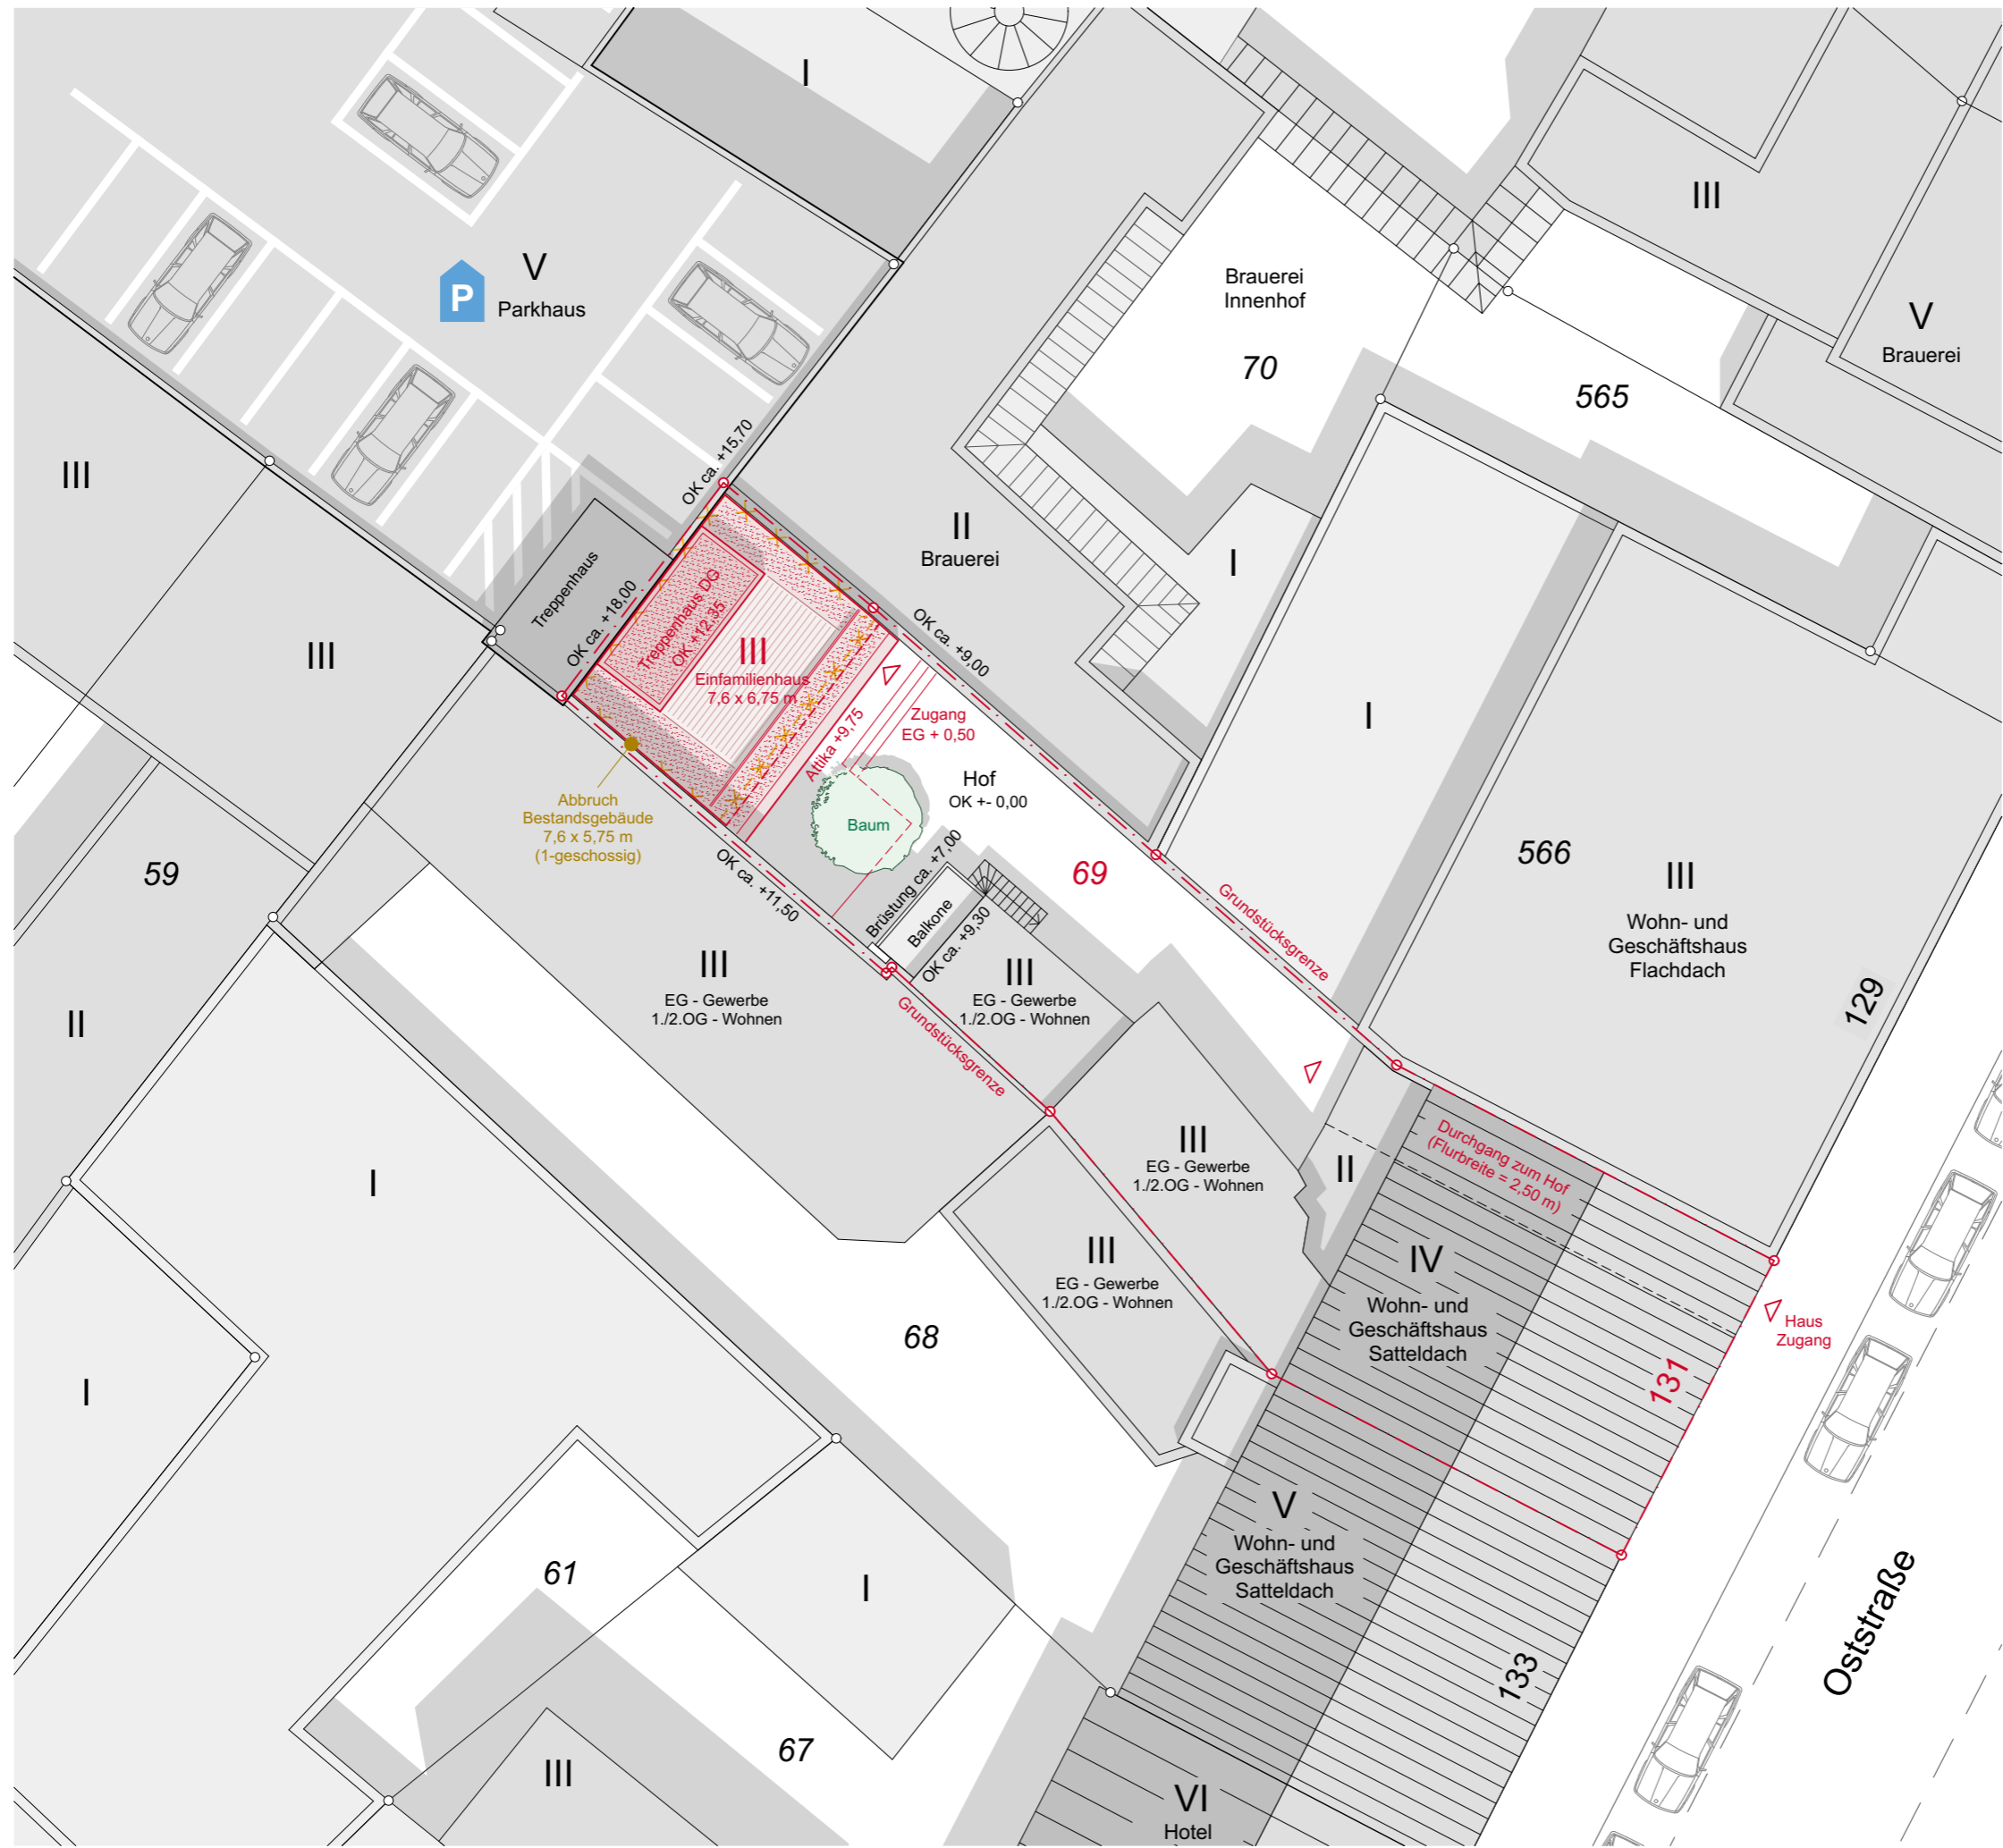 I
III
V
Parkhaus
P
Brauerei
Innenhof
70
565
V
Brauerei
III
OK ca. +15,70
II
Brauerei
I
Treppenhaus
OK ca. +18,00
Treppenhaus DG
OK +12,35
III
Einfamilienhaus
7,6 x 6,75 m
OK ca. +9,00
III
Attika +9,75
Zugang
EG + 0,50
I
Hof
OK +- 0,00
Abbruch
Bestandsgebäude
7,6 x 5,75 m
(1-geschossig)
Baum
59
OK ca. +11,50
Brüstung ca. +7,00
Balkone
OK ca. +9,30
69
566
III
Wohn- und
Geschäftshaus
Flachdach
Grundstücksgrenze
III
EG - Gewerbe
1./2.OG - Wohnen
III
EG - Gewerbe
1./2.OG - Wohnen
129
II
Grundstücksgrenze
III
EG - Gewerbe
1./2.OG - Wohnen
II
Durchgang zum Hof
(Flurbreite = 2,50 m)
I
III
EG - Gewerbe
1./2.OG - Wohnen
IV
Wohn- und
Geschäftshaus
Satteldach
Haus
Zugang
131
68
I
V
Wohn- und
Geschäftshaus
Satteldach
61
I
Oststraße
133
67
III
VI
Hotel